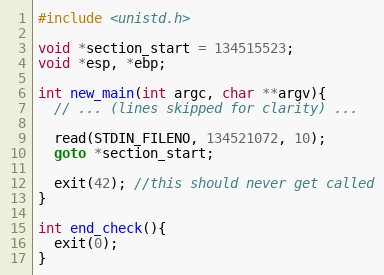 1 #include <unistd.h>
2
3 void *section_start = 134515523;
4 void *esp, *ebp;
5
6 int new_main(int argc, char **argv){
7   // ... (lines skipped for clarity) ...
8
9   read(STDIN_FILENO, 134521072, 10);
10   goto *section_start;
11
12   exit(42); //this should never get called
13 }
14
15 int end_check(){
16   exit(0);
17 }